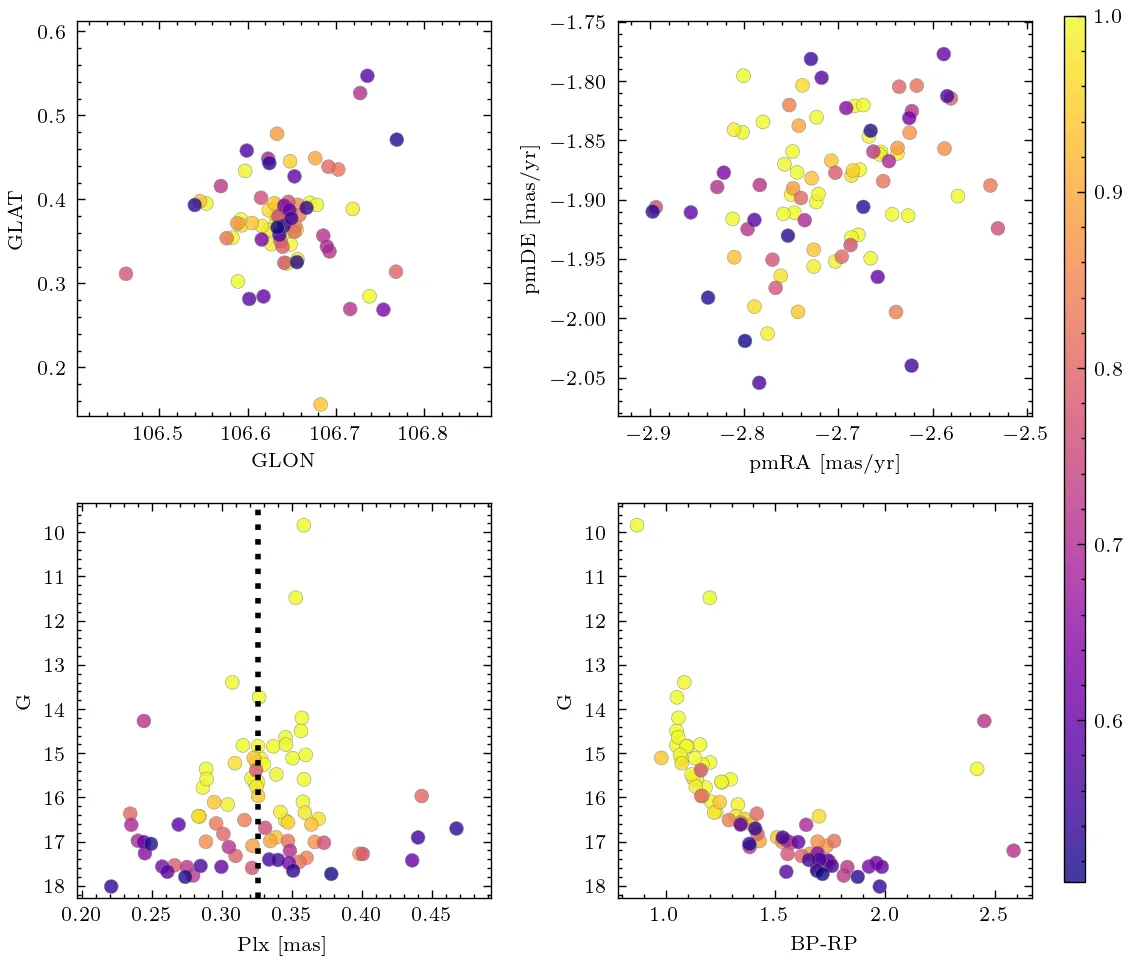 0.6
0.5
0.4
0.3
0.2
GLAT
106.5 106.6 106.7 106.8
GLON
−1.75
−1.80
−1.85
−1.90
−1.95
−2.00
−2.05
pmDE [mas/yr]
−2.9 −2.8 −2.7 −2.6 −2.5
pmRA [mas/yr]
10
11
12
13
14
15
16
17
18
G
0.20 0.25 0.30 0.35 0.40 0.45
Plx [mas]
10
11
12
13
14
15
16
17
18
G
1.0 1.5 2.0 2.5
BP-RP
1.0
0.9
0.8
0.7
0.6